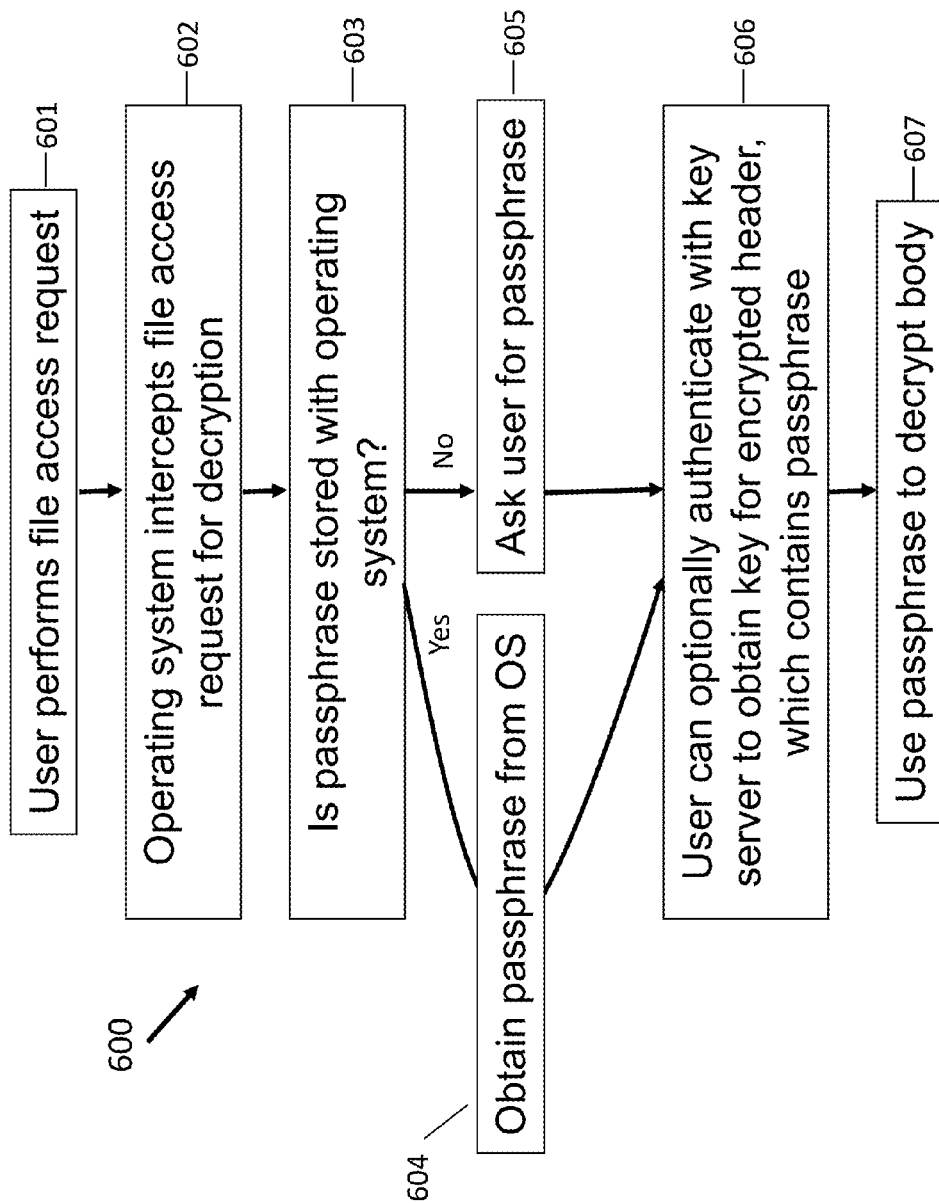 User performs file access request
601
Operating system intercepts file access
request for decryption
602
Is passphrase stored with operating
system?
603
Yes
No
604
Obtain passphrase from OS
Ask user for passphrase
605
User can optionally authenticate with key
server to obtain key for encrypted header,
which contains passphrase
606
Use passphrase to decrypt body
607
600